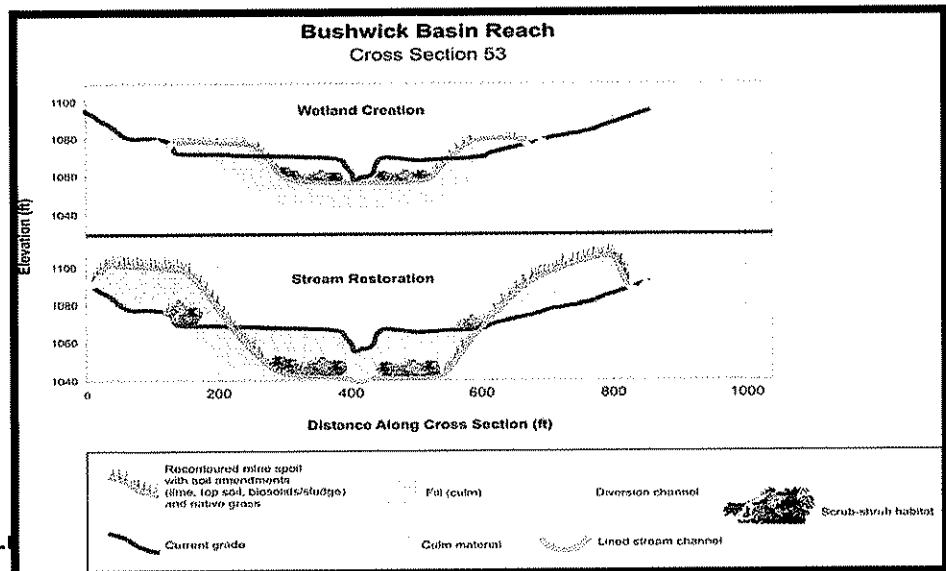 Bushwick Basin Reach
Cross Section 53
Wetland Creation
1100
1080
1060
1040
Elevation (ft)
Stream Restoration
1100
1080
1060
1040
0 200 400 600 800 1000
Distance Along Cross Section (ft)
Recontoured mine spoil
with soil amendments
(lime, top soil, biosolids/sludge)
and native grass
Fill (culm)
Diversion channel
Scrub-shrub habitat
Current grade
Culm material
Lined stream channel